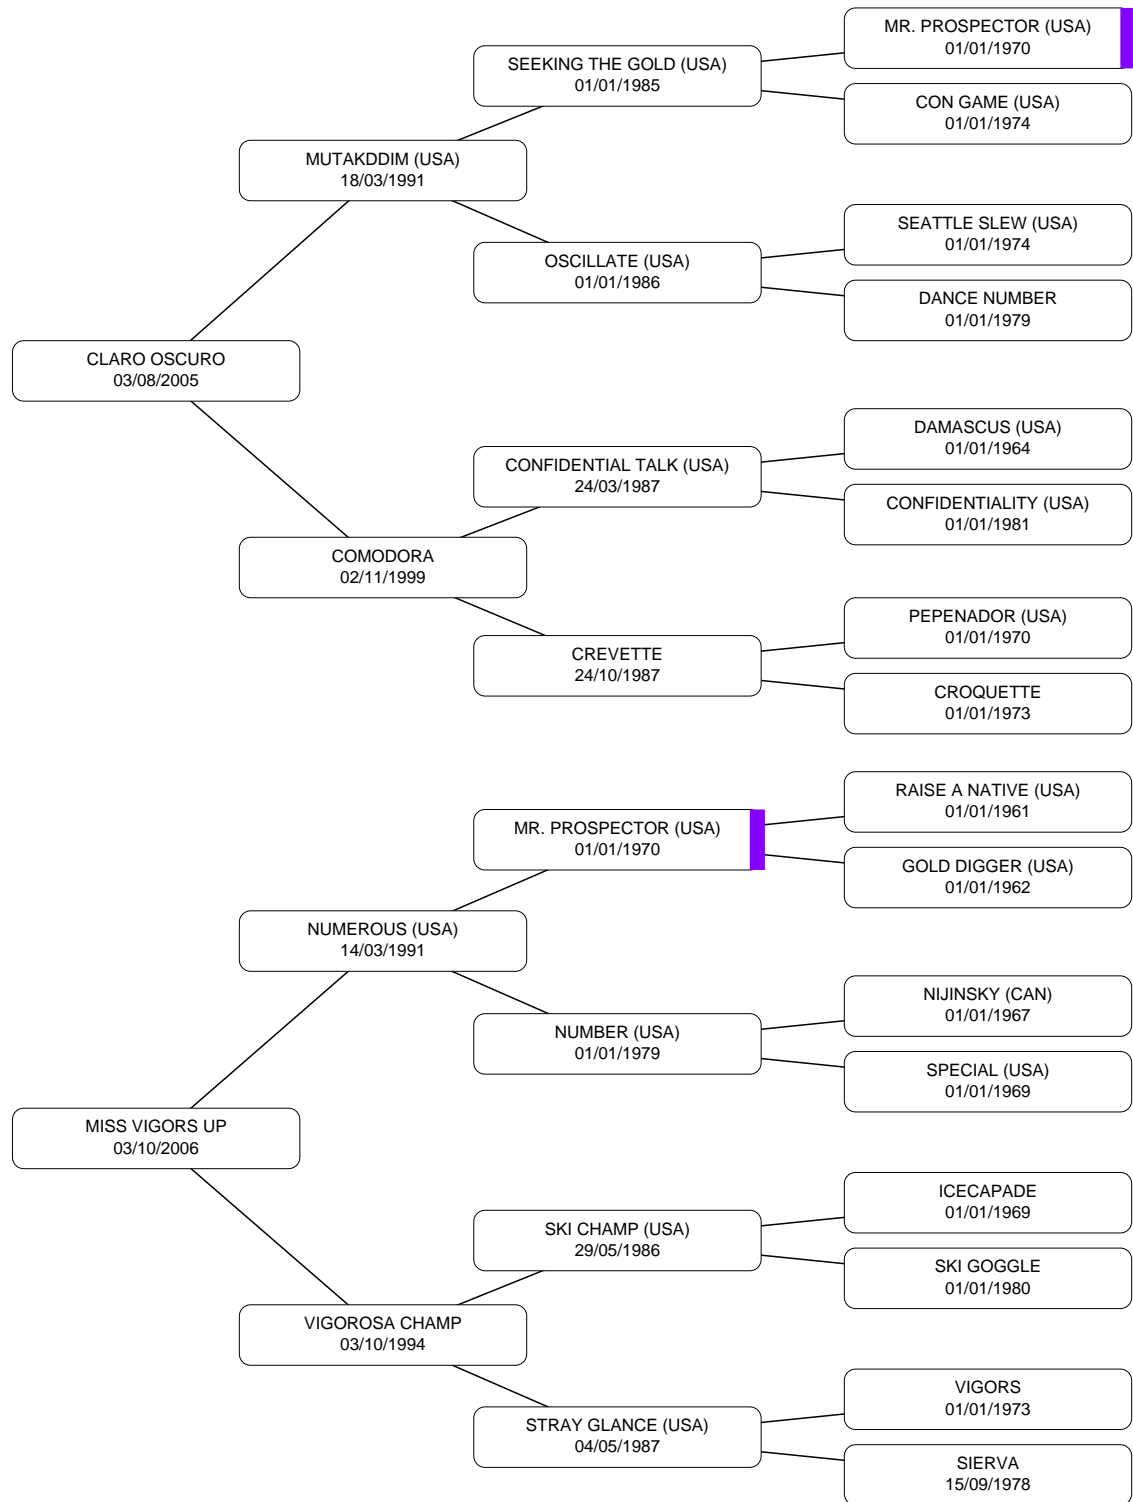 MR. PROSPECTOR (USA)
01/01/1970
SEEKING THE GOLD (USA)
01/01/1985
CON GAME (USA)
01/01/1974
MUTAKDDIM (USA)
18/03/1991
SEATTLE SLEW (USA)
01/01/1974
OSCILLATE (USA)
01/01/1986
DANCE NUMBER
01/01/1979
CLARO OSCURO
03/08/2005
DAMASCUS (USA)
01/01/1964
CONFIDENTIAL TALK (USA)
24/03/1987
CONFIDENTIALITY (USA)
01/01/1981
COMODORA
02/11/1999
PEPENADOR (USA)
01/01/1970
CREVETTE
24/10/1987
CROQUETTE
01/01/1973
RAISE A NATIVE (USA)
01/01/1961
MR. PROSPECTOR (USA)
01/01/1970
GOLD DIGGER (USA)
01/01/1962
NUMEROUS (USA)
14/03/1991
NIJINSKY (CAN)
01/01/1967
NUMBER (USA)
01/01/1979
SPECIAL (USA)
01/01/1969
MISS VIGORS UP
03/10/2006
ICECAPADE
01/01/1969
SKI CHAMP (USA)
29/05/1986
SKI GOGGLE
01/01/1980
VIGOROSA CHAMP
03/10/1994
VIGORS
01/01/1973
STRAY GLANCE (USA)
04/05/1987
SIERVA
15/09/1978